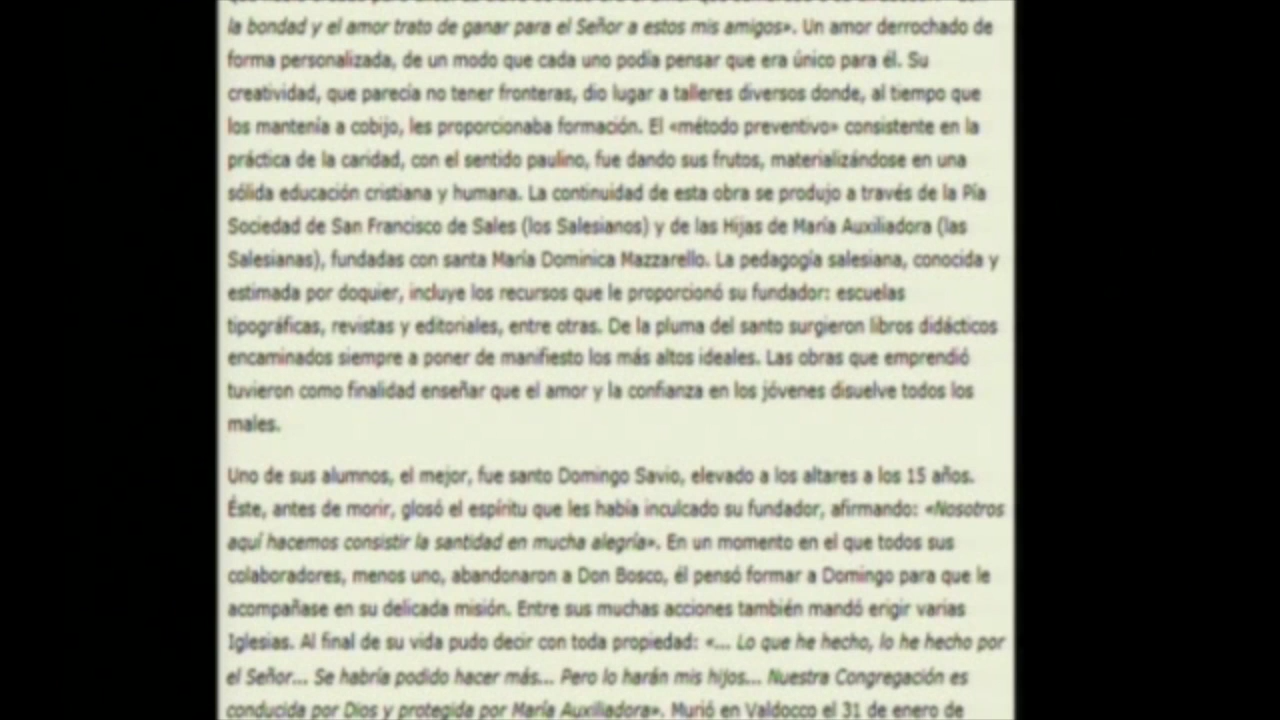 la bondad y el amor trato de ganar para el Señor a estos mis amigos». Un amor derrochado de
forma personalizada, de un modo que cada uno podía pensar que era único para él. Su
creatividad, que parecía no tener fronteras, dio lugar a talleres diversos donde, al tiempo que
los mantenía a cobijo, les proporcionaba formación. El «método preventivo» consistente en la
práctica de la caridad, con el sentido paulino, fue dando sus frutos, materializándose en una
sólida educación cristiana y humana. La continuidad de esta obra se produjo a través de la Pía
Sociedad de San Francisco de Sales (los Salesianos) y de las Hijas de María Auxiliadora (las
Salesianas), fundadas con santa María Dominica Mazzarello. La pedagogía salesiana, conocida y
estimada por doquier, incluye los recursos que le proporcionó su fundador: escuelas
tipográficas, revistas y editoriales, entre otras. De la pluma del santo surgieron libros didácticos
encaminados siempre a poner de manifiesto los más altos ideales. Las obras que emprendió
tuvieron como finalidad enseñar que el amor y la confianza en los jóvenes disuelve todos los
males.
Uno de sus alumnos, el mejor, fue santo Domingo Savio, elevado a los altares a los 15 años.
Éste, antes de morir, glosó el espíritu que les había inculcado su fundador, afirmando: «Nosotros
aquí hacemos consistir la santidad en mucha alegría». En un momento en el que todos sus
colaboradores, menos uno, abandonaron a Don Bosco, él pensó formar a Domingo para que le
acompañase en su delicada misión. Entre sus muchas acciones también mandó erigir varias
Iglesias. Al final de su vida pudo decir con toda propiedad: «... Lo que he hecho, lo he hecho por
el Señor... Se habría podido hacer más... Pero lo harán mis hijos... Nuestra Congregación es
conducida por Dios y protegida por María Auxiliadora». Murió en Valdocco el 31 de enero de